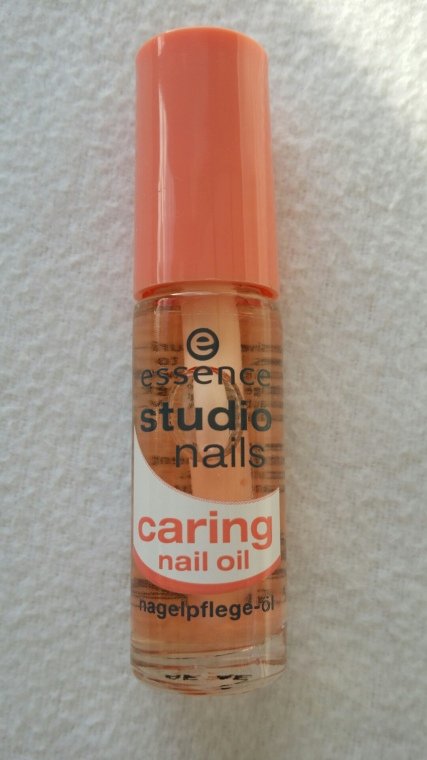 e
essence
studio
nails
caring
nail oil
nagelpflege-öl